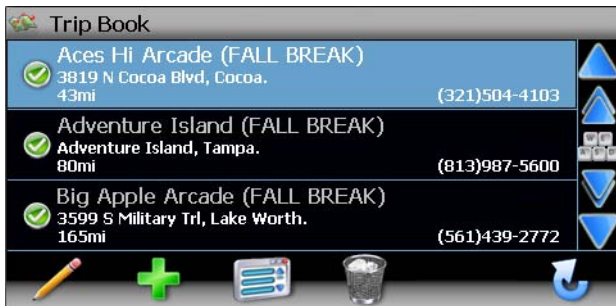 Trip Book
Aces Hi Arcade (FALL BREAK)
3819 N Cocoa Blvd, Cocoa.
43mi (321)504-4103
Adventure Island (FALL BREAK)
Adventure Island, Tampa.
80mi (813)987-5600
Big Apple Arcade (FALL BREAK)
3599 S Military Trl, Lake Worth.
165mi (561)439-2772